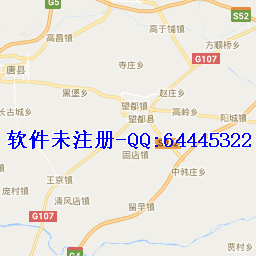 G5
S52
高于铺镇
高昌镇
方顺桥乡
G107
寺庄乡
唐县
黑堡乡
赵庄乡
望都镇
望都县
高岭乡
长古城乡
阳城镇
软件未注册-QQ:64445322
固店镇
中韩庄乡
王京镇
庞村镇
清风店镇
G107
留早镇
贾村乡
G4